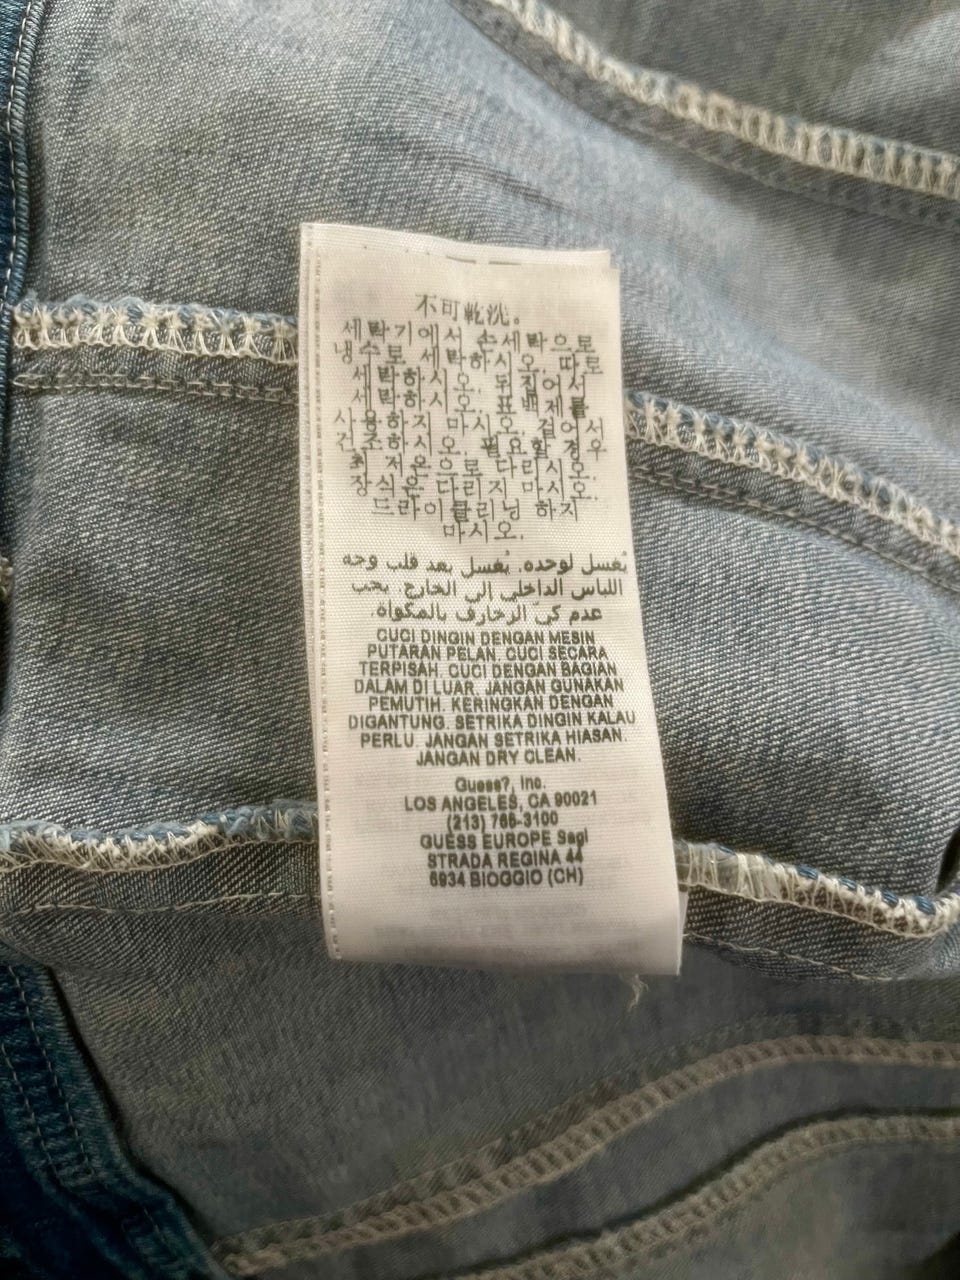 不可乾洗。
세탁기에서 손세탁으로
냉수로 세탁하시오. 따로
세탁하시오. 뒤집어서
세탁하시오. 표백제를
사용하지 마시오. 걸어서
건조하시오. 필요할 경우
최 저온으로 다리시오.
장식은 다리지 마시오.
드라이클리닝 하지
마시오.
يُغسل لوحده. يُغسل بعد قلب وجه
اللباس الداخلي إلى الخارج. يجب
عدم كيّ الزخارف بالمكواة.
CUCI DINGIN DENGAN MESIN
PUTARAN PELAN. CUCI SECARA
TERPISAH. CUCI DENGAN BAGIAN
DALAM DI LUAR. JANGAN GUNAKAN
PEMUTIH. KERINGKAN DENGAN
DIGANTUNG. SETRIKA DINGIN KALAU
PERLU. JANGAN SETRIKA HIASAN.
JANGAN DRY CLEAN.
Guess?, Inc.
LOS ANGELES, CA 90021
(213) 765-3100
GUESS EUROPE Sagl
STRADA REGINA 44
6934 BIOGGIO (CH)